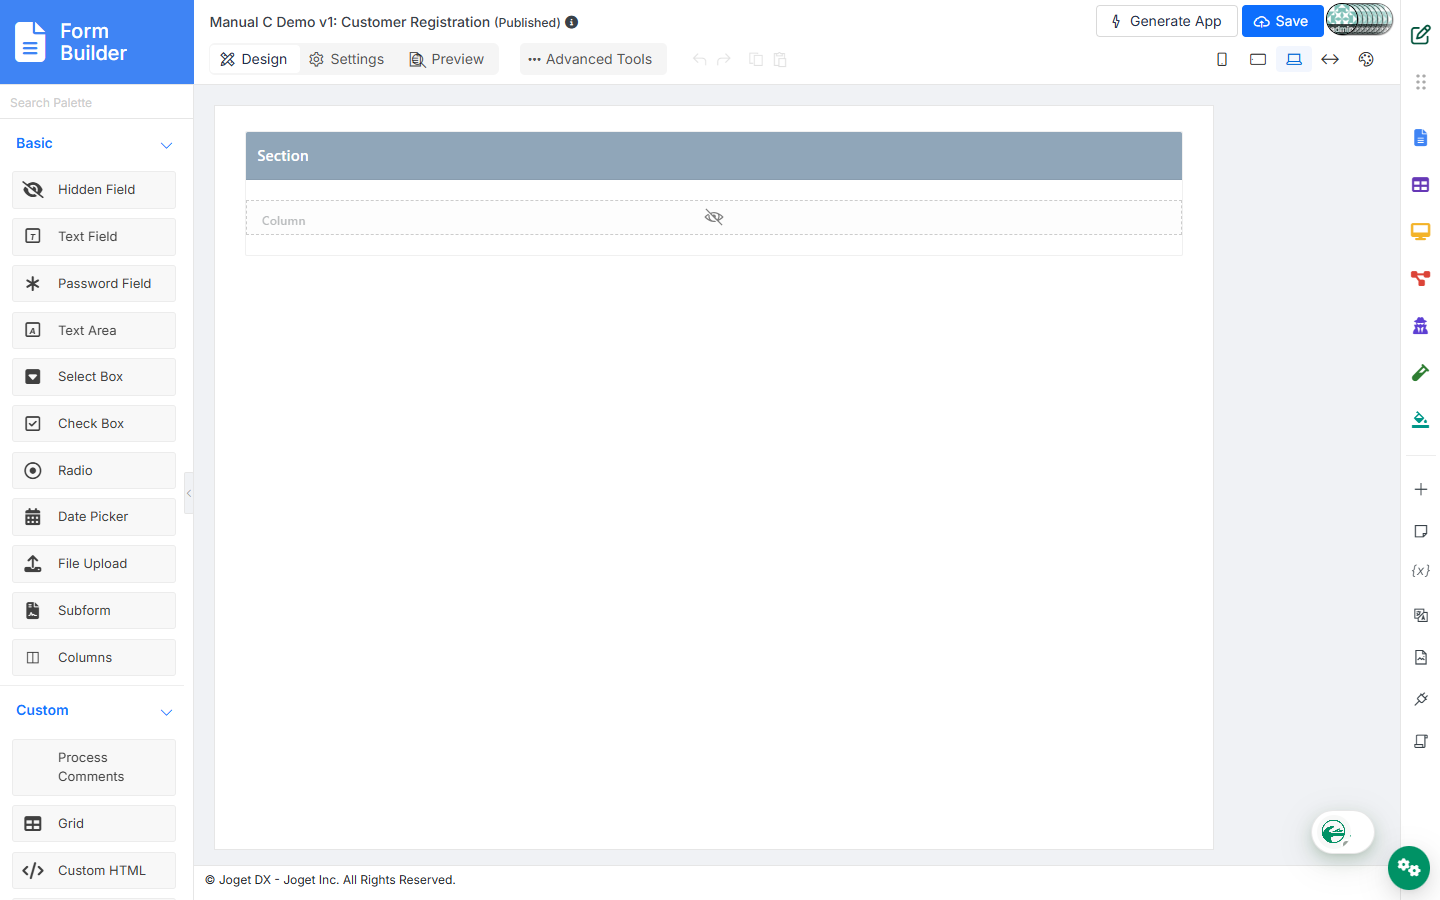 Form
Builder
Manual C Demo v1: Customer Registration (Published)
Generate App
Save
admin
Design
Settings
Preview
Advanced Tools
Search Palette
Basic
Hidden Field
Text Field
Password Field
Text Area
Select Box
Check Box
Radio
Date Picker
File Upload
Subform
Columns
Custom
Process
Comments
Grid
Custom HTML
Section
Column
{x}
© Joget DX - Joget Inc. All Rights Reserved.